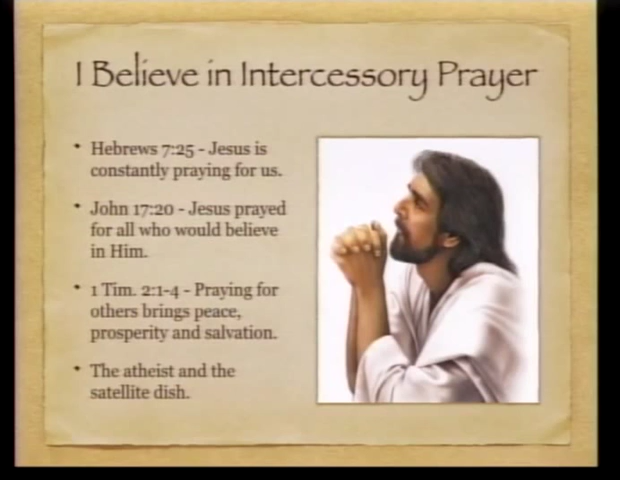 I Believe in Intercessory Prayer
• Hebrews 7:25 - Jesus is
constantly praying for us.
• John 17:20 - Jesus prayed
for all who would believe
in Him.
• 1 Tim. 2:1-4 - Praying for
others brings peace,
prosperity and salvation.
• The atheist and the
satellite dish.